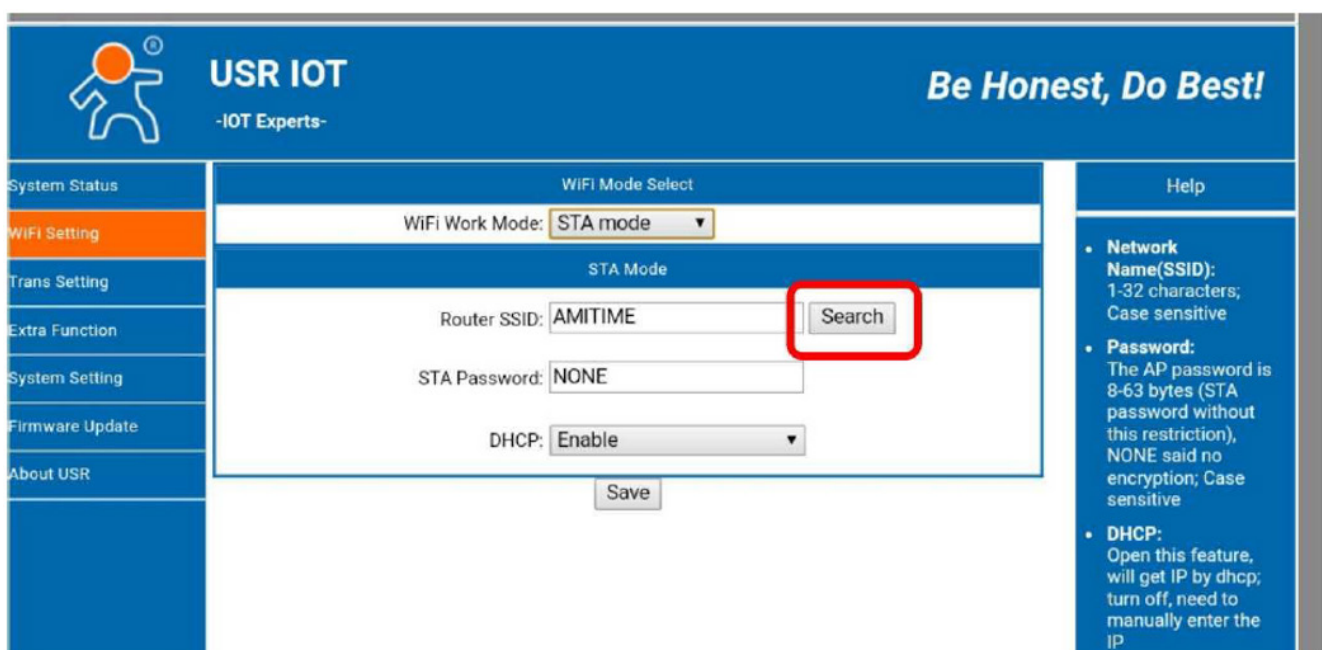 ®
USR IOT
-IOT Experts-
Be Honest, Do Best!
System Status
WiFi Setting
Trans Setting
Extra Function
System Setting
Firmware Update
About USR
WiFi Mode Select
WiFi Work Mode: STA mode
STA Mode
Router SSID: AMITIME Search
STA Password: NONE
DHCP: Enable
Save
Help
• Network
Name(SSID):
1-32 characters;
Case sensitive
• Password:
The AP password is
8-63 bytes (STA
password without
this restriction),
NONE said no
encryption; Case
sensitive
• DHCP:
Open this feature,
will get IP by dhcp;
turn off, need to
manually enter the
IP